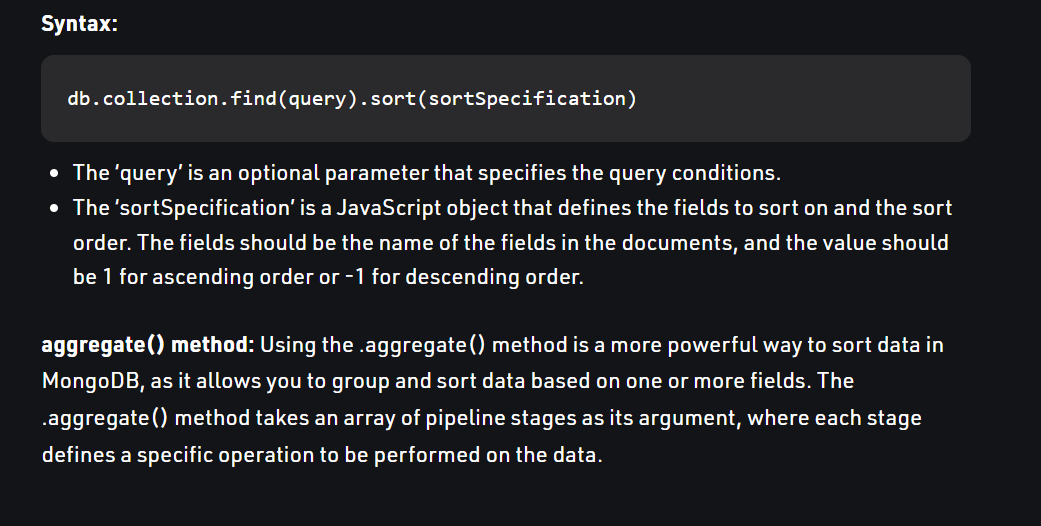 Syntax:
db.collection.find(query).sort(sortSpecification)
• The ‘query’ is an optional parameter that specifies the query conditions.
• The ‘sortSpecification’ is a JavaScript object that defines the fields to sort on and the sort
order. The fields should be the name of the fields in the documents, and the value should
be 1 for ascending order or -1 for descending order.
aggregate() method: Using the .aggregate() method is a more powerful way to sort data in
MongoDB, as it allows you to group and sort data based on one or more fields. The
.aggregate() method takes an array of pipeline stages as its argument, where each stage
defines a specific operation to be performed on the data.